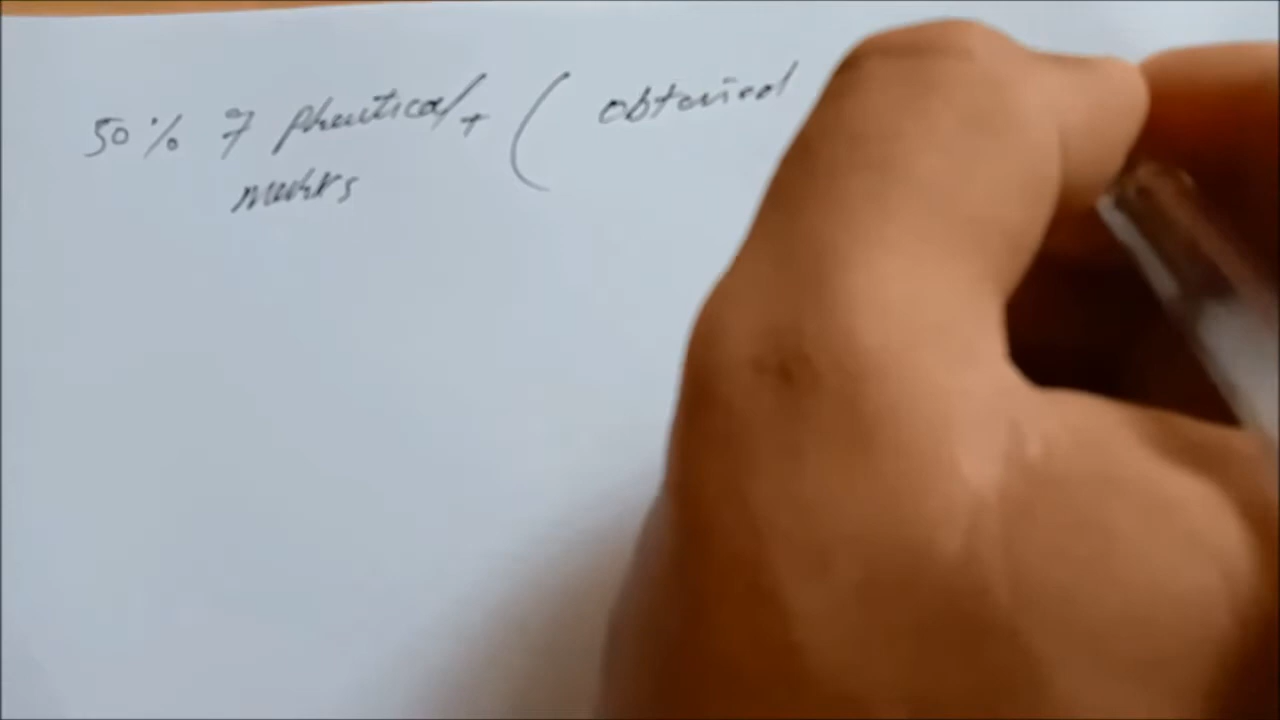 50% of practical + ( obtained
marks